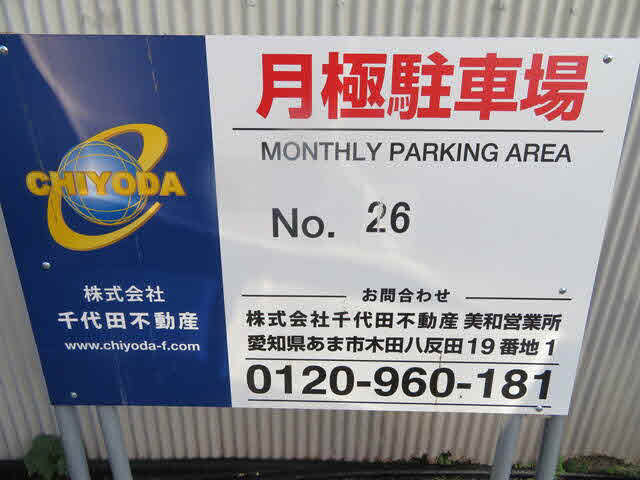 CHIYODA
株式会社
千代田不動産
www.chiyoda-f.com
月極駐車場
MONTHLY PARKING AREA
No. 26
お問合わせ
株式会社千代田不動産 美和営業所
愛知県あま市木田八反田19番地1
0120-960-181